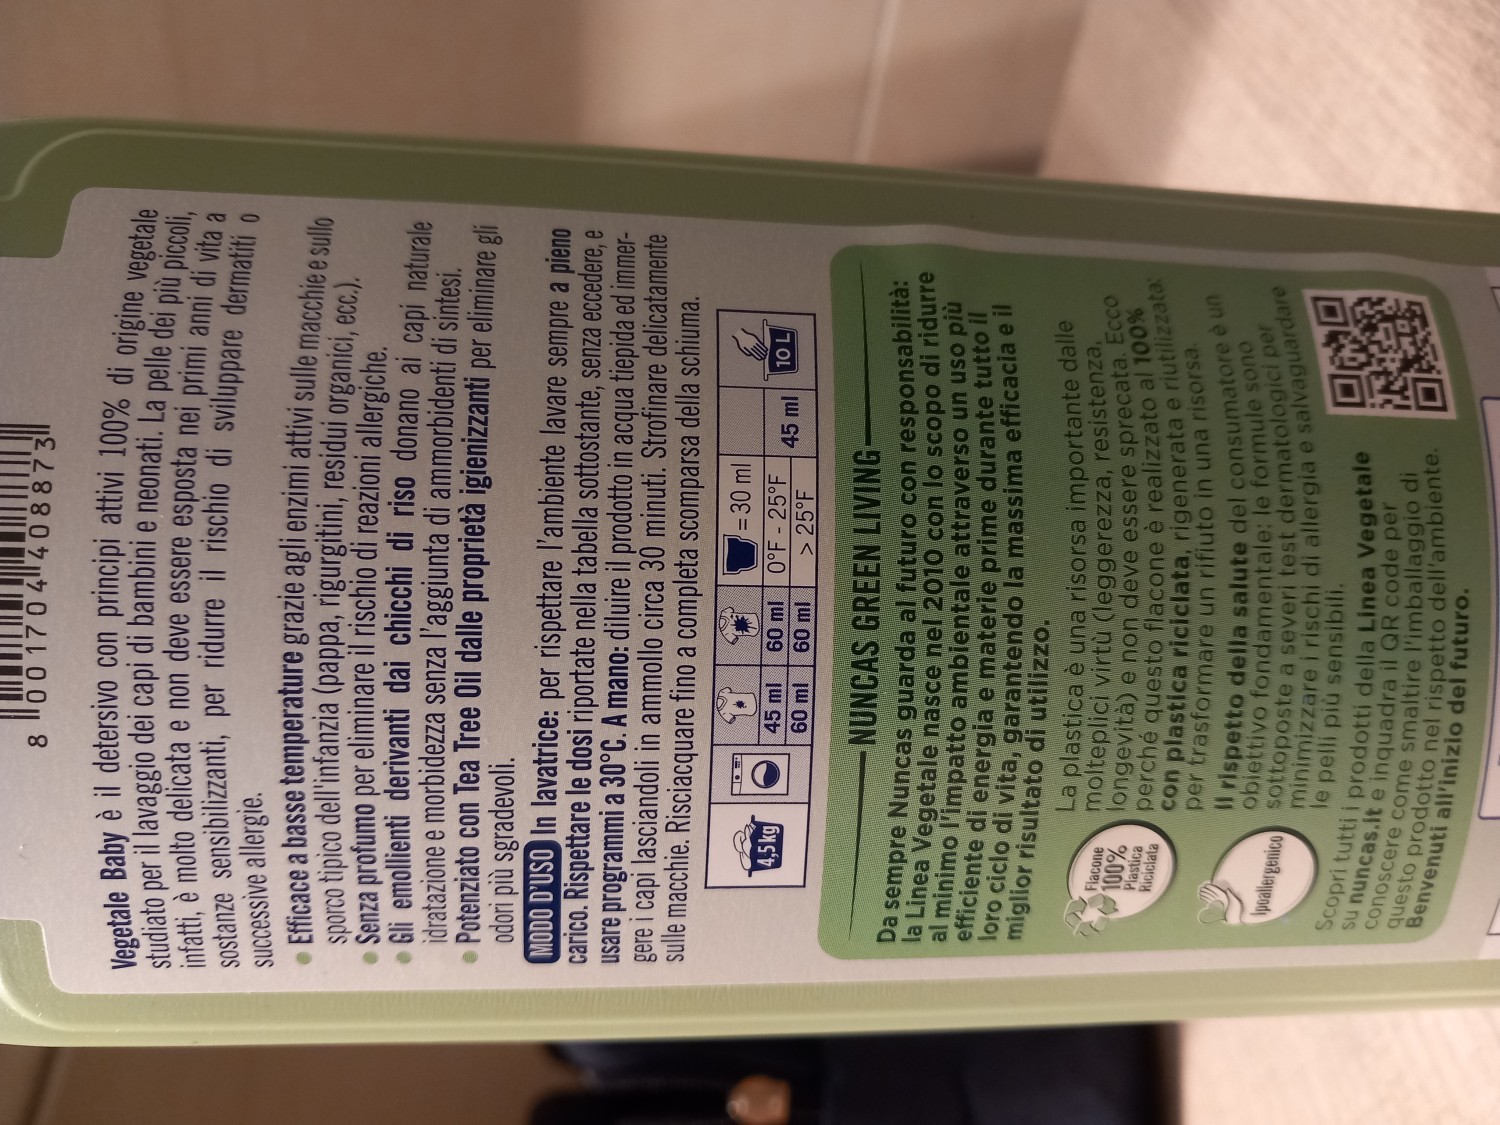 8 001704 408873
Vegetale Baby è il detersivo con principi attivi 100% di origine vegetale
studiato per il lavaggio dei capi di bambini e neonati. La pelle dei più piccoli,
infatti, è molto delicata e non deve essere esposta nei primi anni di vita a
sostanze sensibilizzanti, per ridurre il rischio di sviluppare dermatiti o
successive allergie.
• Efficace a basse temperature grazie agli enzimi attivi sulle macchie e sullo
sporco tipico dell'infanzia (pappa, rigurgitini, residui organici, ecc.).
• Senza profumo per eliminare il rischio di reazioni allergiche.
• Gli emollienti derivanti dai chicchi di riso donano ai capi naturale
idratazione e morbidezza senza l'aggiunta di ammorbidenti di sintesi.
• Potenziato con Tea Tree Oil dalle proprietà igienizzanti per eliminare gli
odori più sgradevoli.
MODO D'USO In lavatrice: per rispettare l'ambiente lavare sempre a pieno
carico. Rispettare le dosi riportate nella tabella sottostante, senza eccedere, e
usare programmi a 30°C. A mano: diluire il prodotto in acqua tiepida ed immer-
gere i capi lasciandoli in ammollo circa 30 minuti. Strofinare delicatamente
sulle macchie. Risciacquare fino a completa scomparsa della schiuma.
= 30 ml
4,5 kg 45 ml 60 ml 0°F - 25°F 45 ml 10 L
60 ml 60 ml > 25°F
NUNCAS GREEN LIVING
Da sempre Nuncas guarda al futuro con responsabilità:
la Linea Vegetale nasce nel 2010 con lo scopo di ridurre
al minimo l'impatto ambientale attraverso un uso più
efficiente di energia e materie prime durante tutto il
loro ciclo di vita, garantendo la massima efficacia e il
miglior risultato di utilizzo.
Flacone
100%
Plastica
Riciclata
La plastica è una risorsa importante dalle
molteplici virtù (leggerezza, resistenza,
longevità) e non deve essere sprecata. Ecco
perché questo flacone è realizzato al 100%
con plastica riciclata, rigenerata e riutilizzata:
per trasformare un rifiuto in una risorsa.
Ipoallergenico
Il rispetto della salute del consumatore è un
obiettivo fondamentale: le formule sono
sottoposte a severi test dermatologici per
minimizzare i rischi di allergia e salvaguardare
le pelli più sensibili.
Scopri tutti i prodotti della Linea Vegetale
su nuncas.it e inquadra il QR code per
conoscere come smaltire l'imballaggio di
questo prodotto nel rispetto dell'ambiente.
Benvenuti all'inizio del futuro.